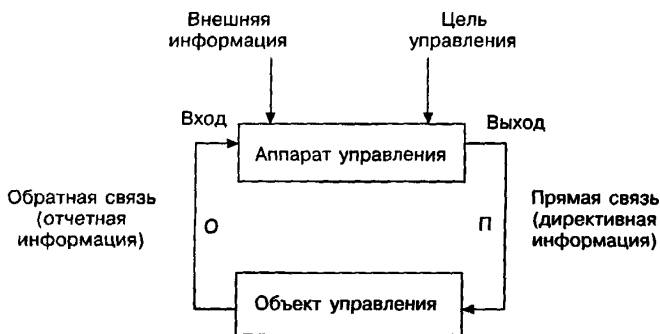 Внешняя
информация
Цель
управления
Вход
Выход
Аппарат управления
Обратная связь
(отчетная
информация)
О
П
Прямая связь
(директивная
информация)
Объект управления